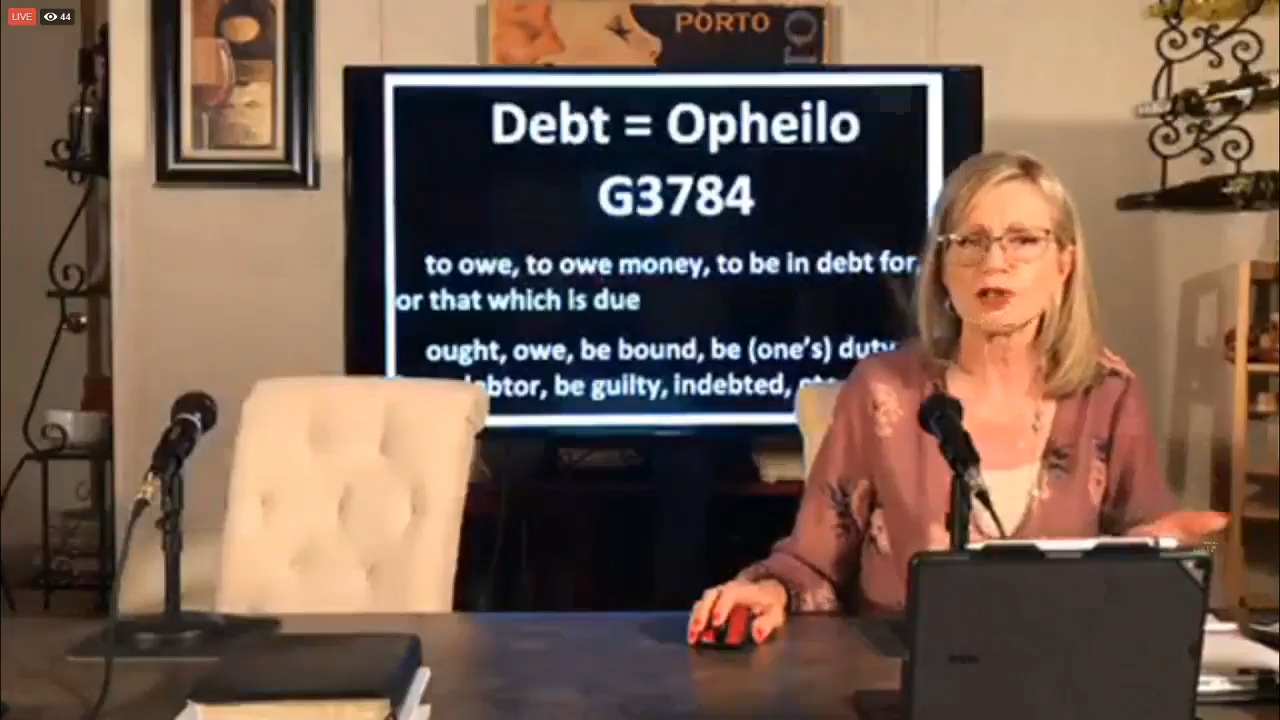 LIVE 44
PORTO
TO
Debt = Opheilo
G3784
to owe, to owe money, to be in debt for,
or that which is due
ought, owe, be bound, be (one's) duty
be guilty, indebted,